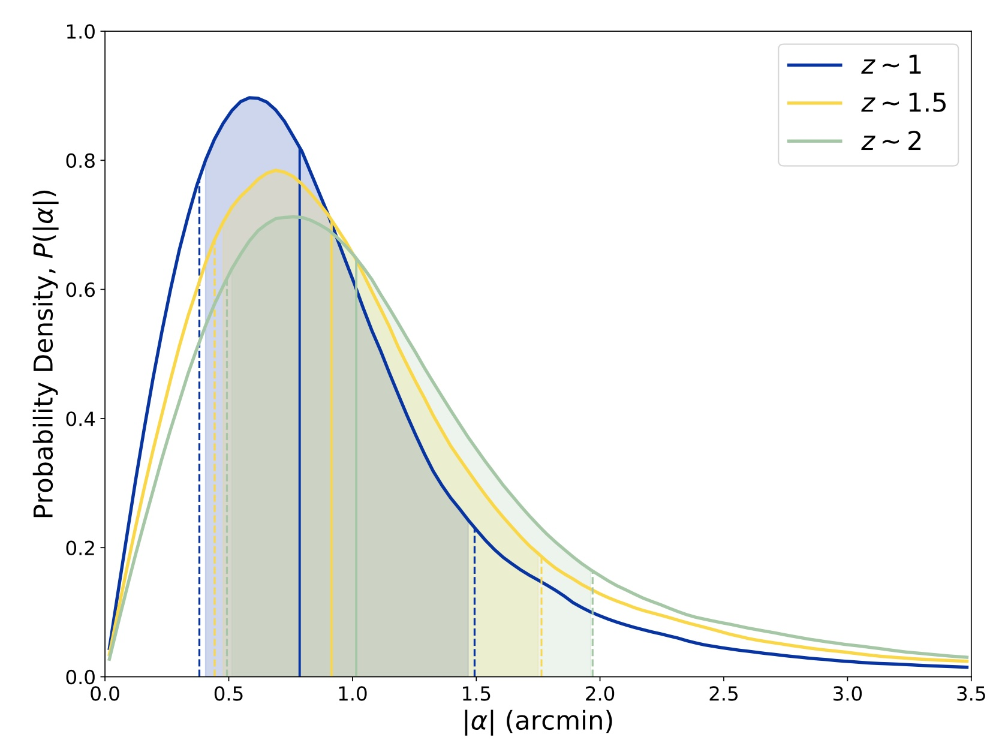 1.0
0.8
0.6
0.4
0.2
0.0
Probability Density, P(|α|)
z ~ 1
z ~ 1.5
z ~ 2
0.0 0.5 1.0 1.5 2.0 2.5 3.0 3.5
|α| (arcmin)